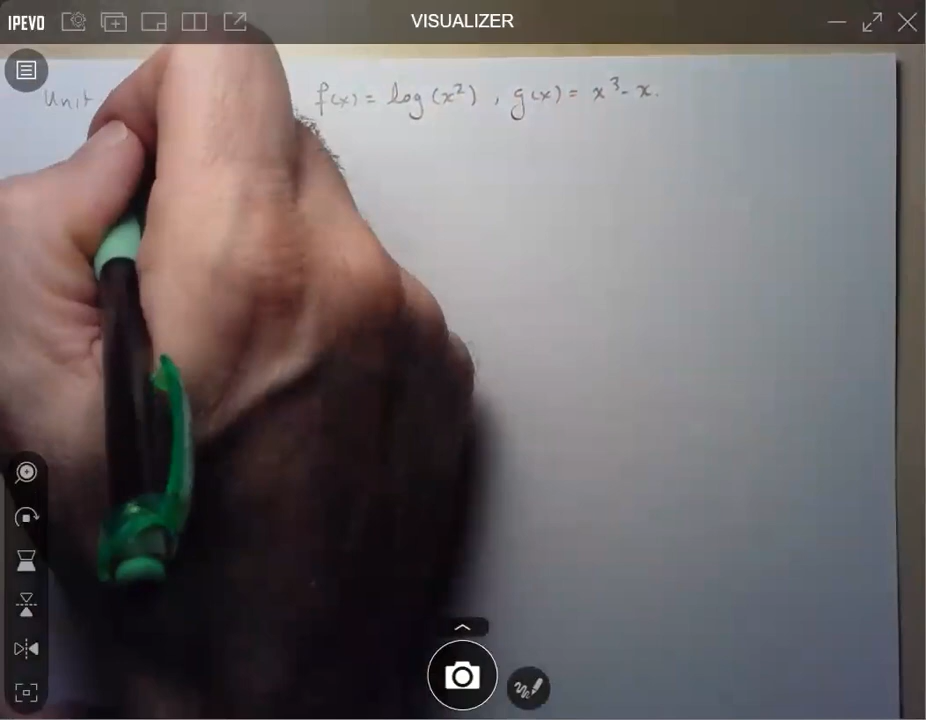 IPEVO VISUALIZER
Unit f(x) = log(x²), g(x) = x³- x.